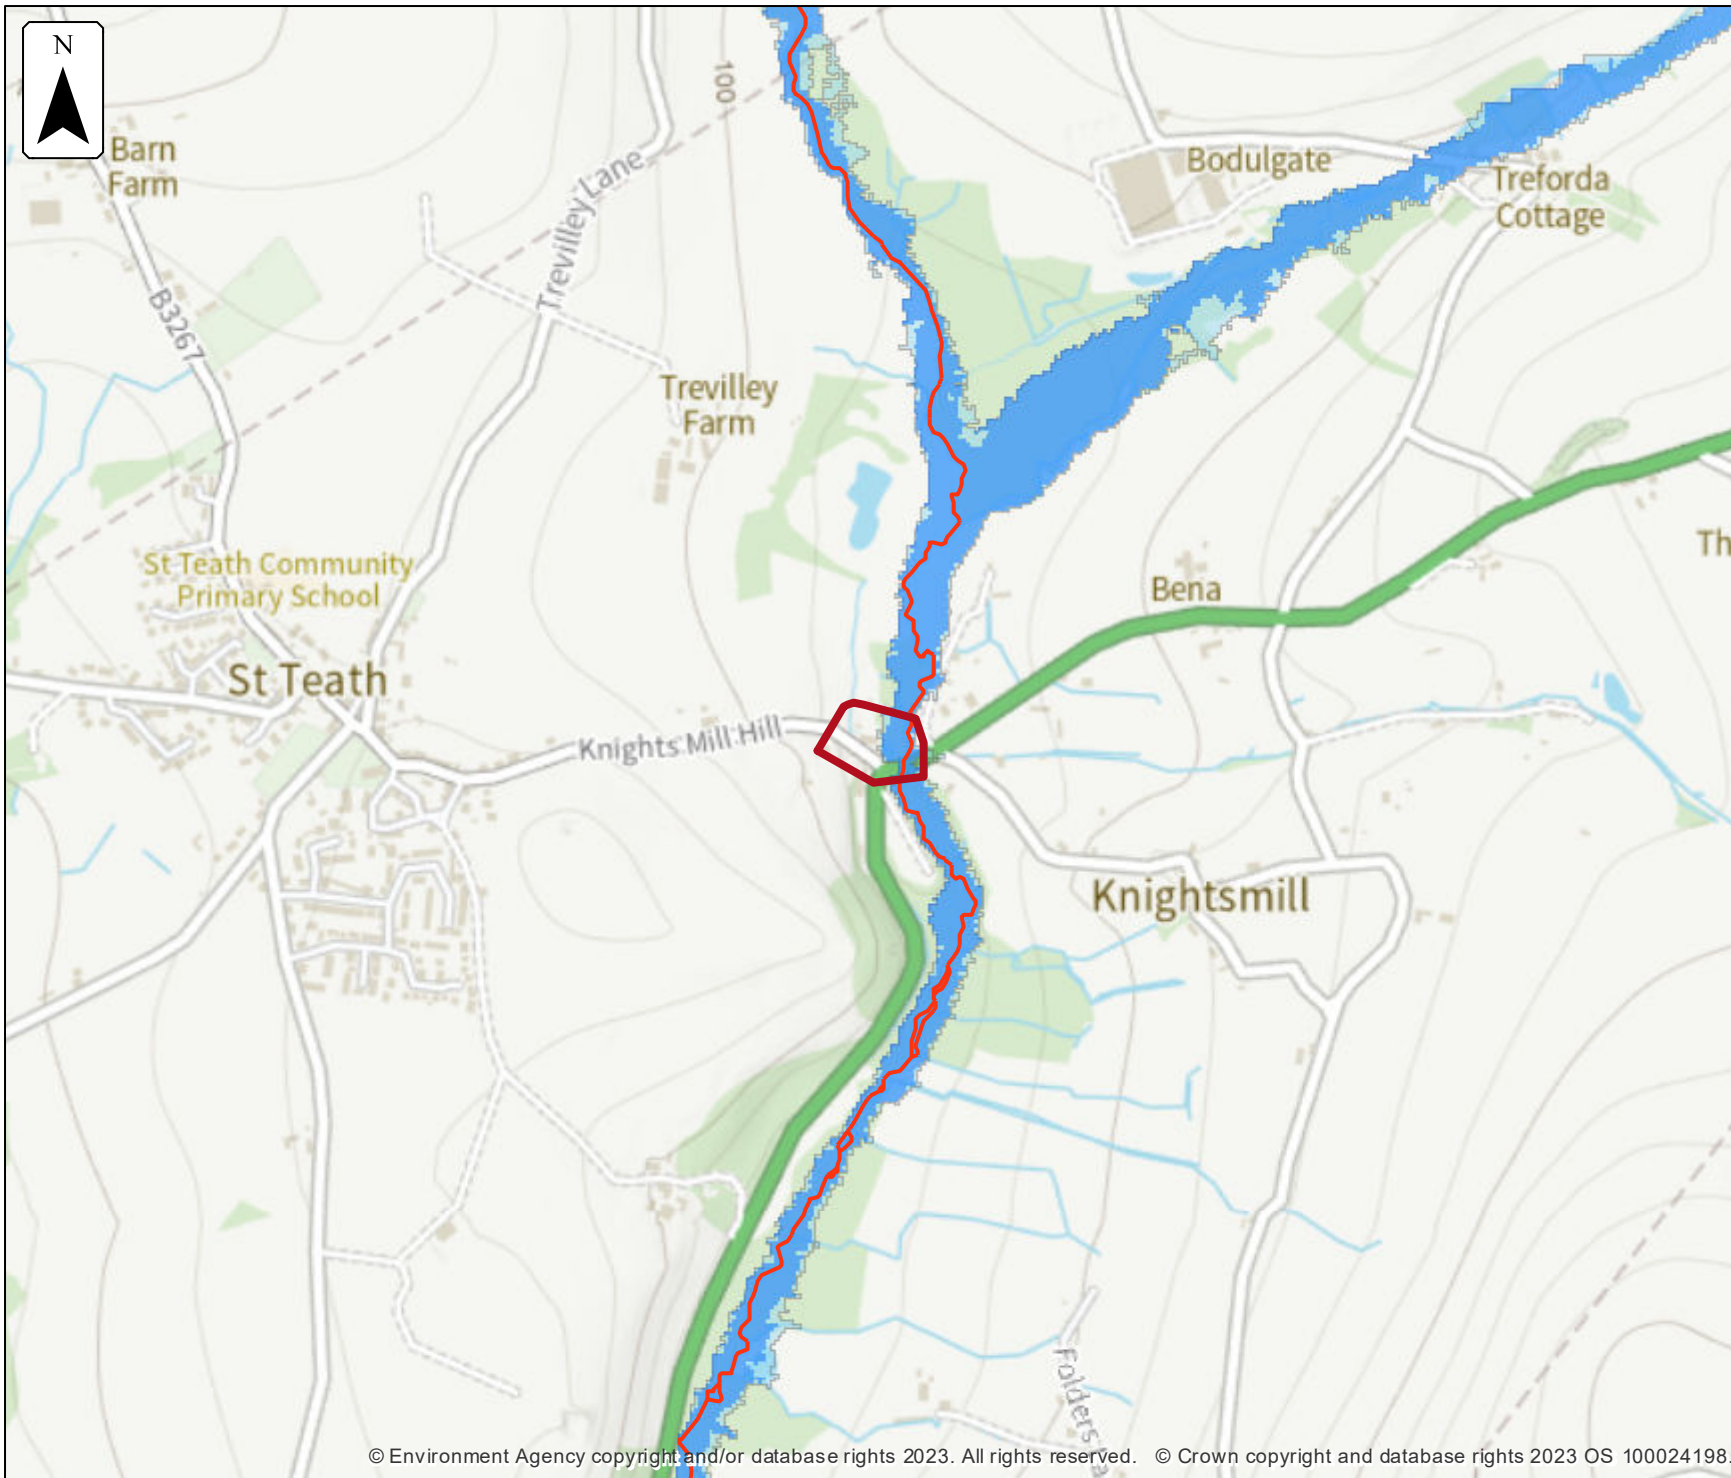 N
100
Barn
Farm
Bodulgate
Treforda
Cottage
Trevilley Lane
B3267
Trevilley
Farm
St Teath Community
Primary School
Th
Bena
St Teath
Knights Mill Hill
Knightsmill
Folders
© Environment Agency copyright and/or database rights 2023. All rights reserved. © Crown copyright and database rights 2023 OS 100024198.